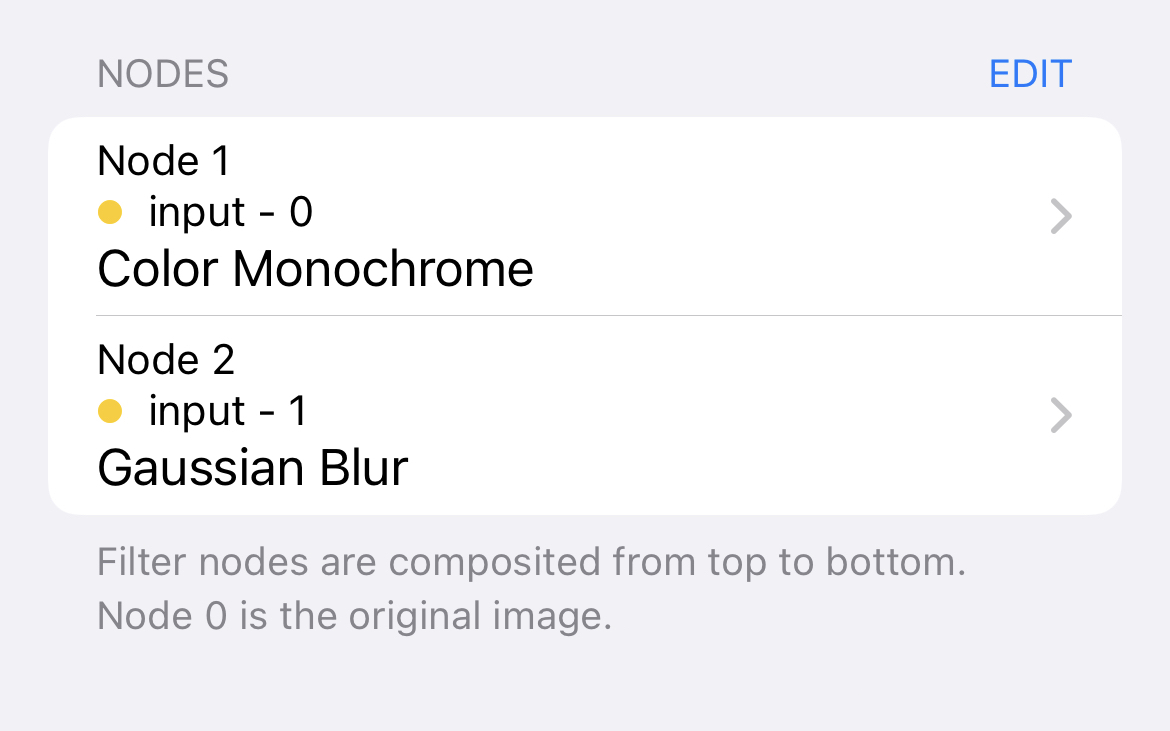 NODES
EDIT
Node 1
input - 0
Color Monochrome
Node 2
input - 1
Gaussian Blur
Filter nodes are composited from top to bottom.
Node 0 is the original image.